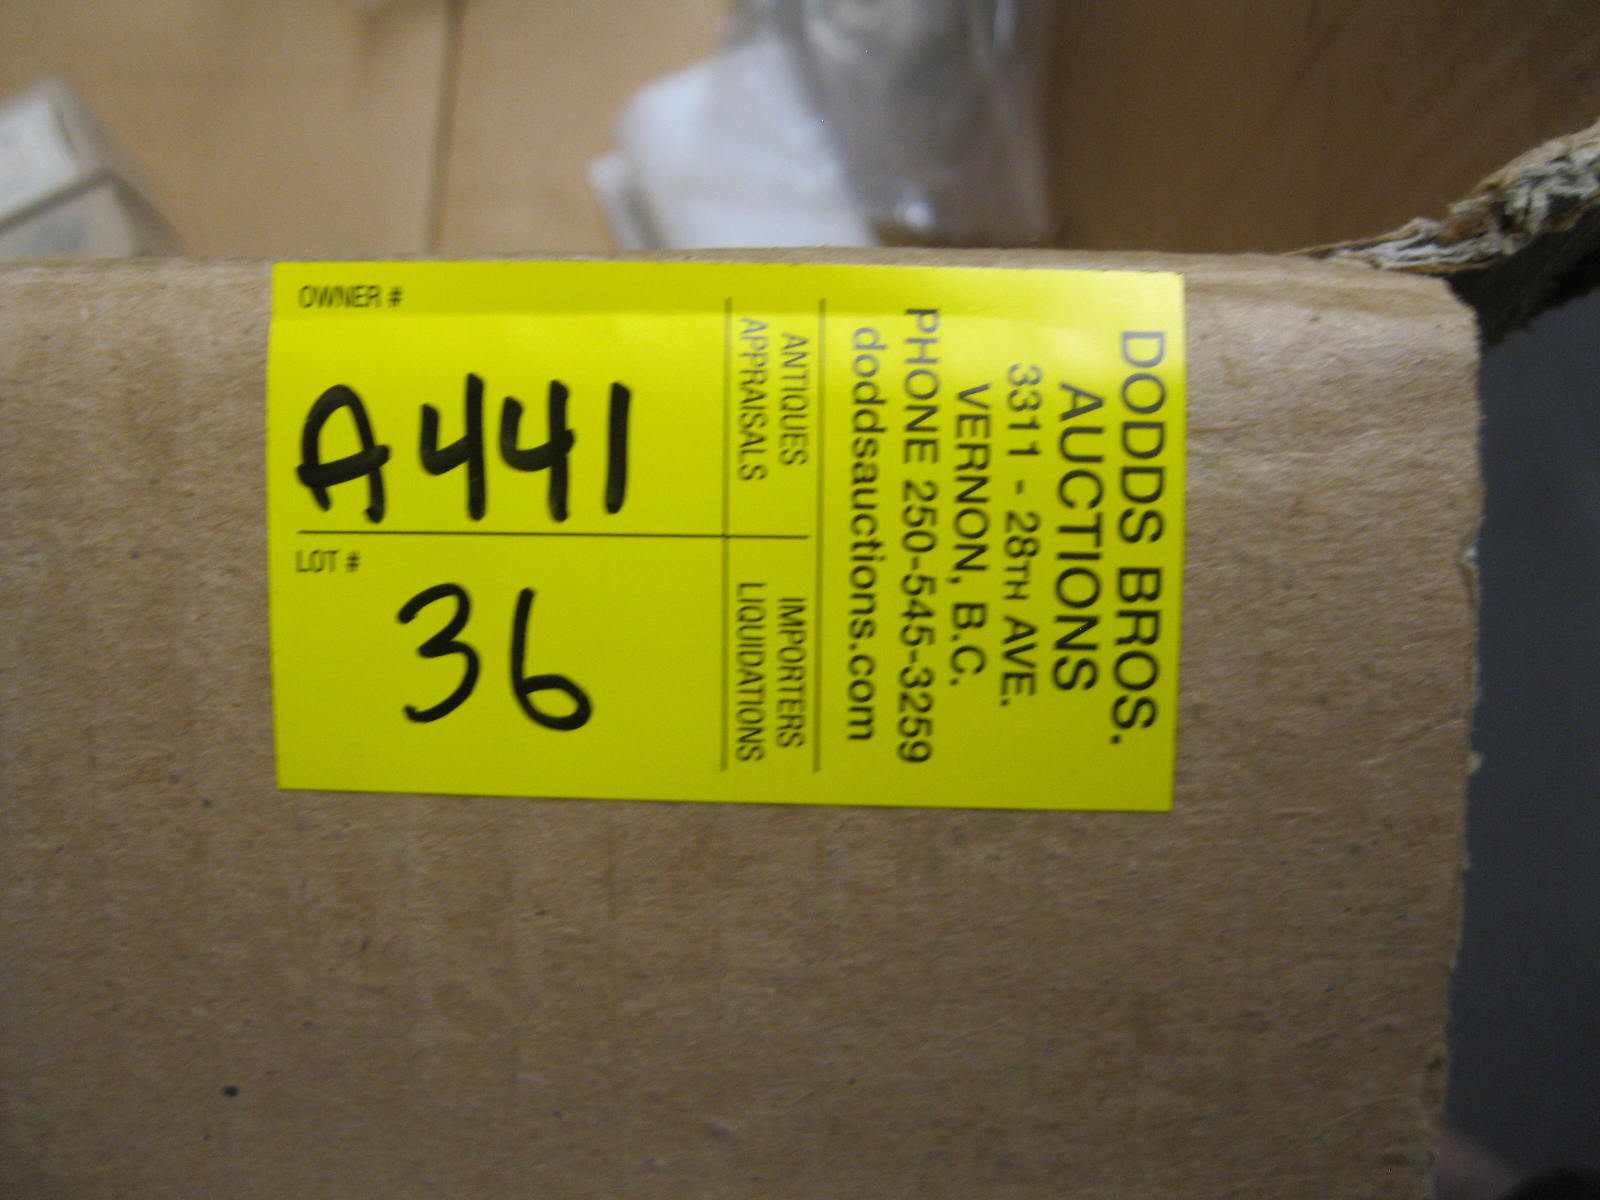 DODDS BROS.
AUCTIONS
3311 - 28TH AVE.
VERNON, B.C.
PHONE 250-545-3259
doddsauctions.com
ANTIQUES
APPRAISALS
IMPORTERS
LIQUIDATIONS
OWNER #
A441
LOT #
36